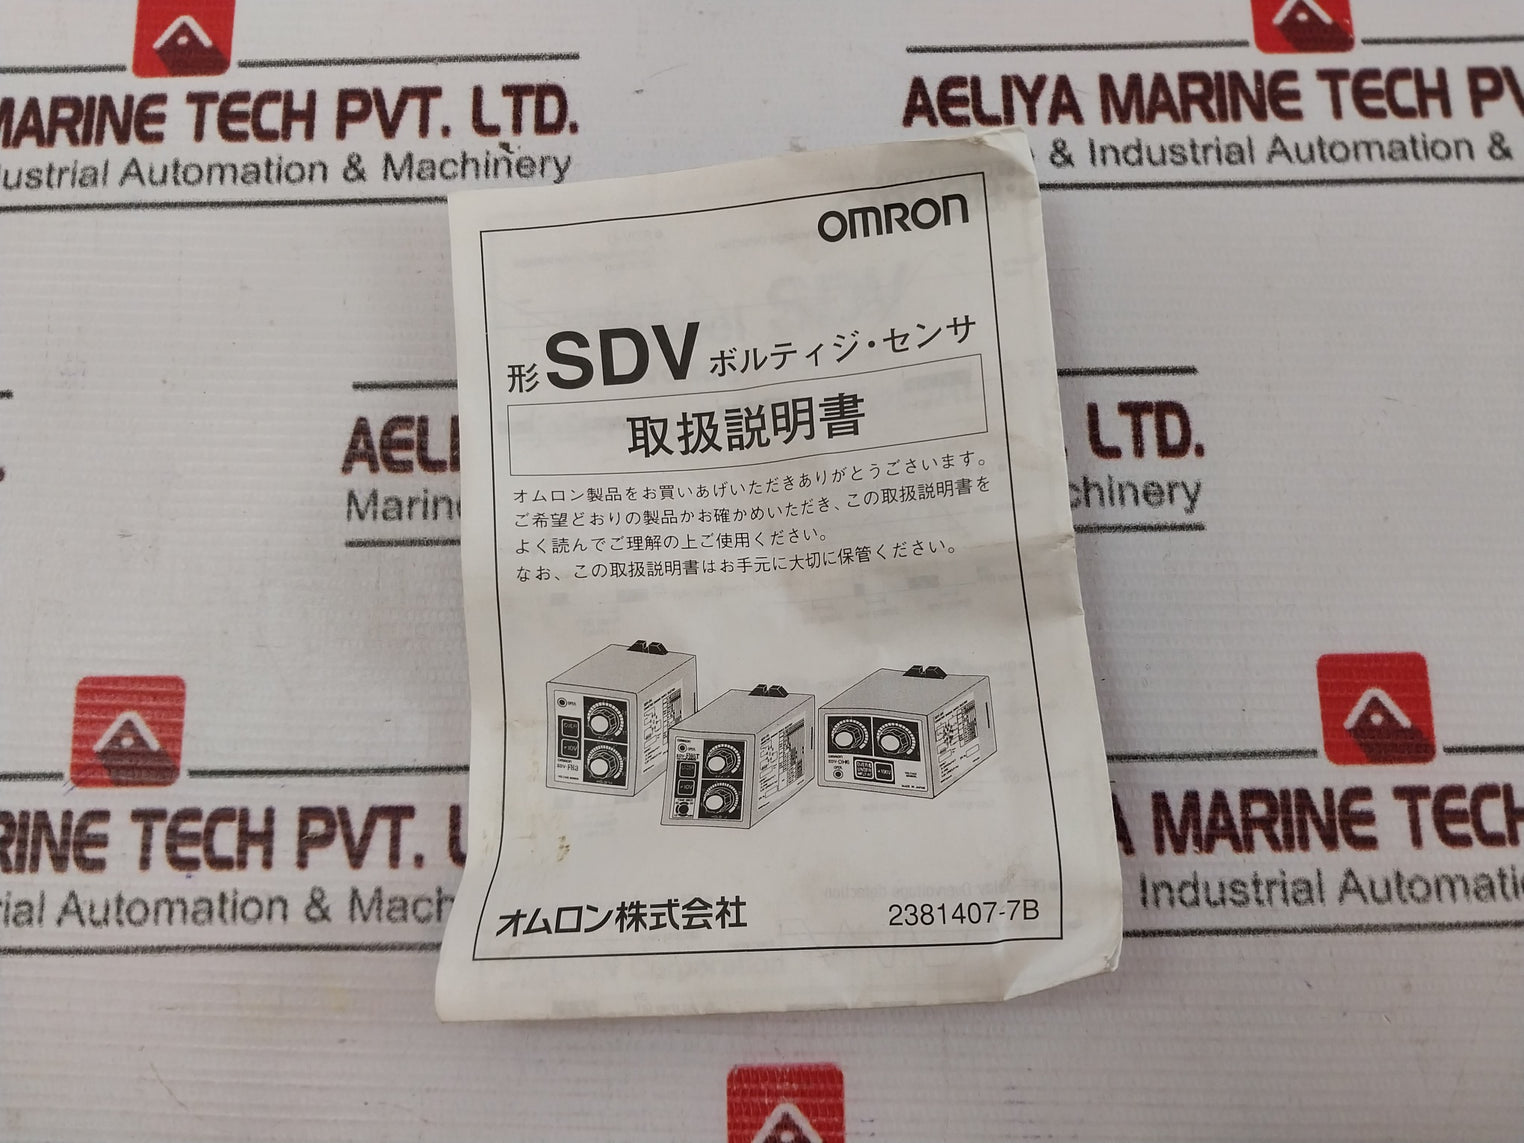 MARINE TECH PVT. LTD.
Industrial Automation & Machinery
AELIYA MARINE TECH PV
& Industrial Automation &
OMRON
形SDV ボルティジ・センサ
取扱説明書
オムロン製品をお買いあげいただきありがとうございます。
ご希望どおりの製品かお確かめいただき、この取扱説明書を
よく読んでご理解の上ご使用ください。
なお、この取扱説明書はお手元に大切に保管ください。
オムロン株式会社
2381407-7B
AELI
Marin
LTD.
chinery
RINE TECH PVT. L
rial Automation & Mach
A MARINE TECH
Industrial Automati